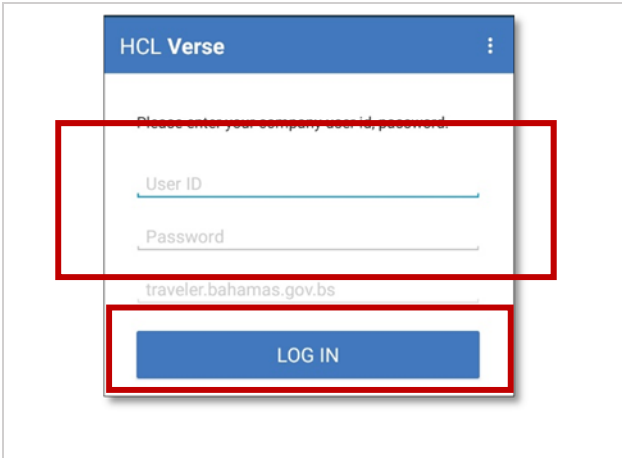 HCL Verse
Please enter your company user id, password.
User ID
Password
traveler.bahamas.gov.bs
LOG IN